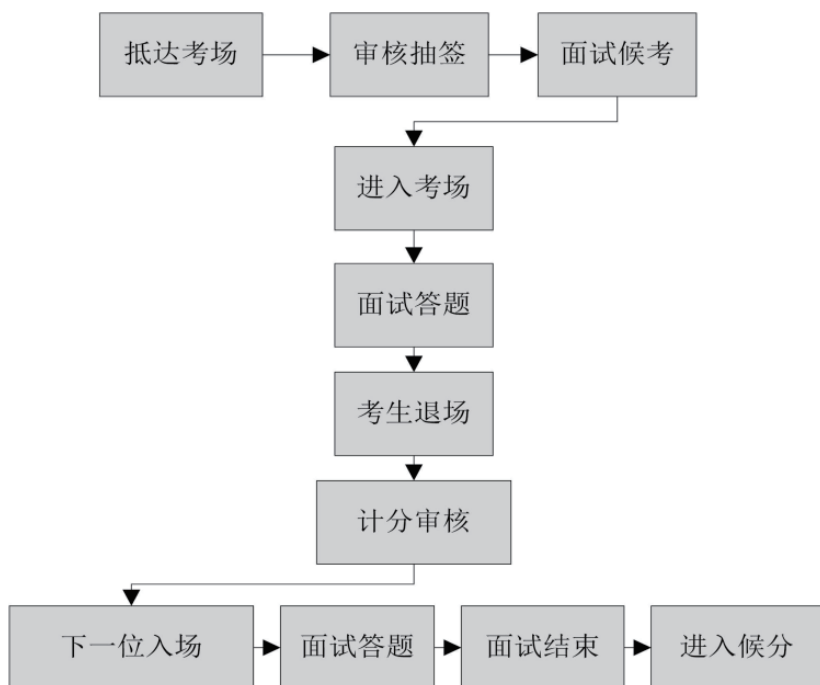 抵达考场
审核抽签
面试候考
进入考场
面试答题
考生退场
计分审核
下一位入场
面试答题
面试结束
进入候分